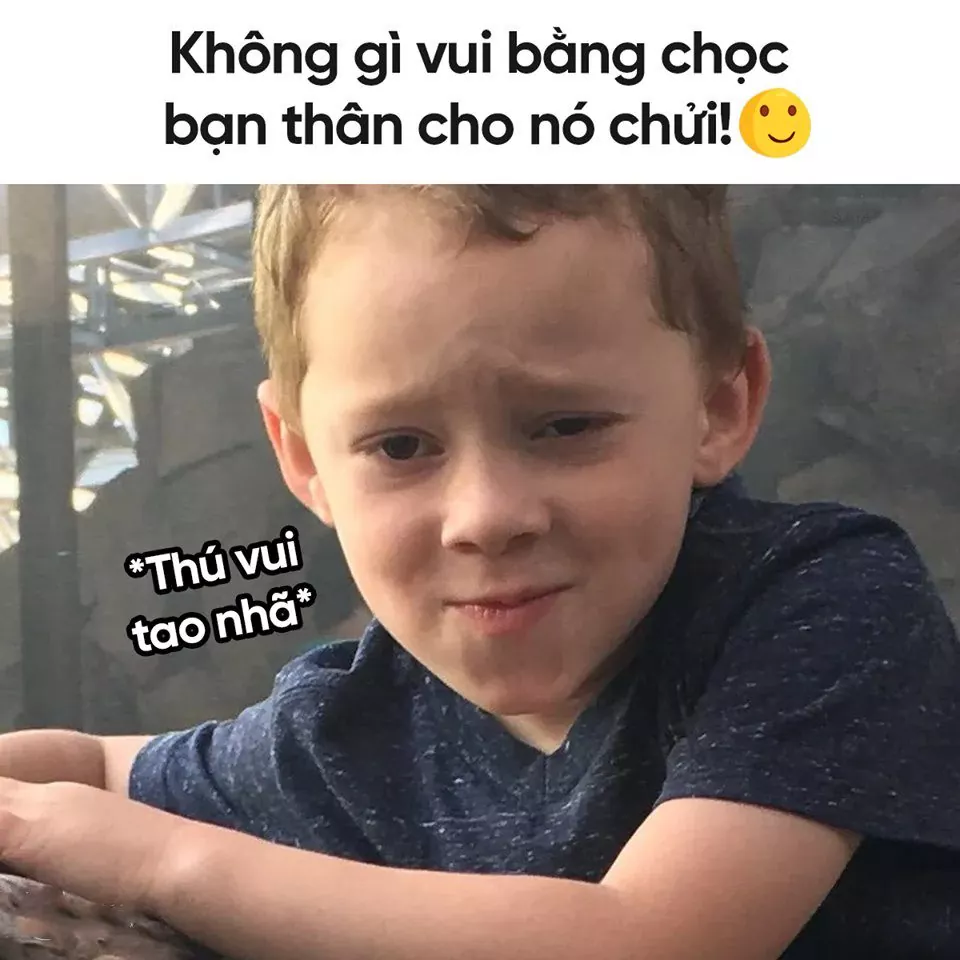 Không gì vui bằng chọc
bạn thân cho nó chửi!🙂
*Thú vui
tao nhã*